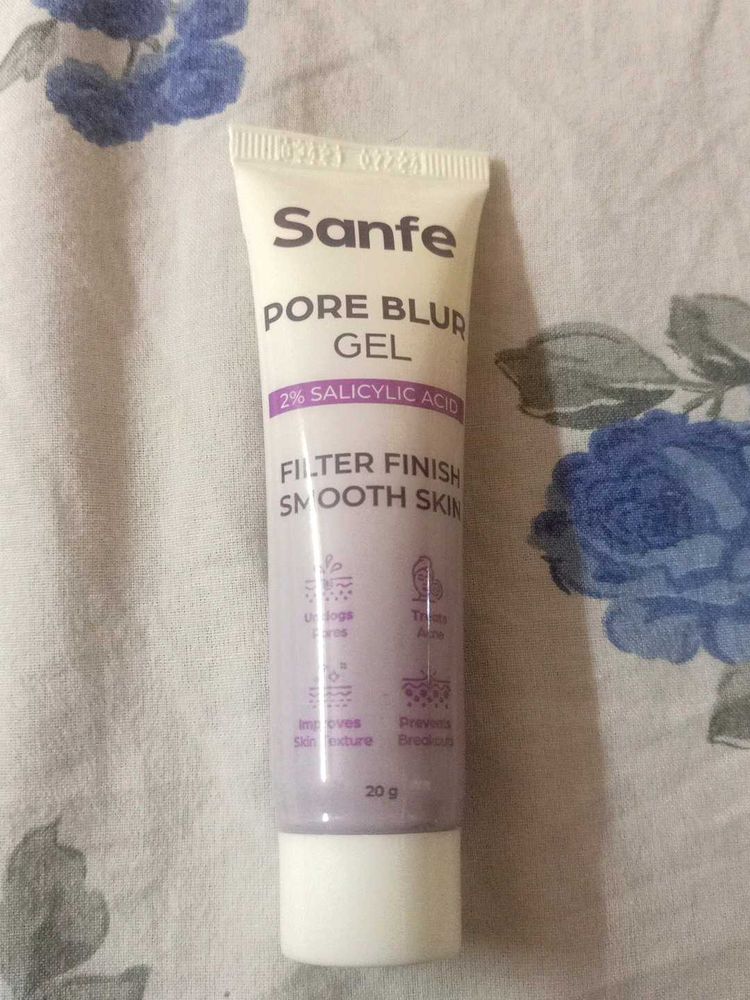 Sanfe
PORE BLUR
GEL
2% SALICYLIC ACID
FILTER FINISH
SMOOTH SKIN
Unclogs
Pores
Treats
Acne
Improves
Skin Texture
Prevents
Breakouts
20 g